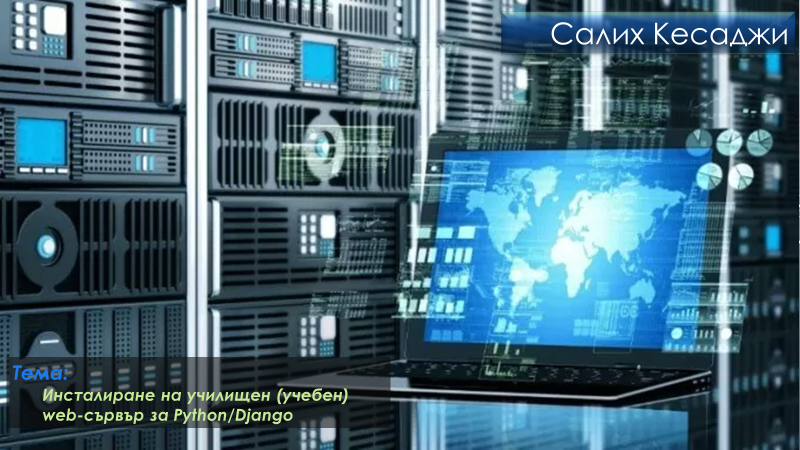 Салих Кесаджи
Тема:
Инсталиране на училищен (учебен)
web-сървър за Python/Django